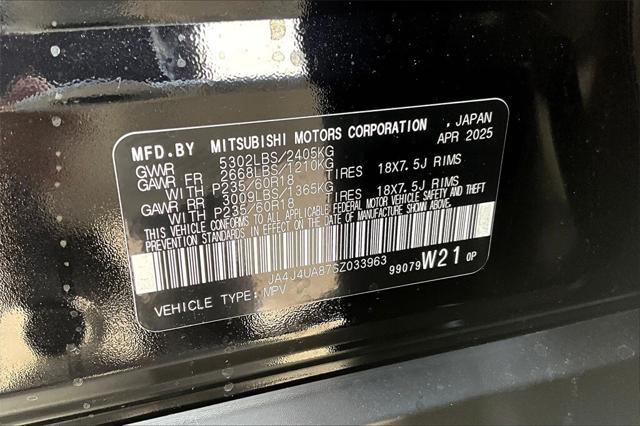 MFD.BY MITSUBISHI MOTORS CORPORATION , JAPAN
GVWR 5302LBS/2405KG APR 2025
GAWR FR 2668LBS/1210KG
WITH P235/60R18 TIRES 18X7.5J RIMS
GAWR RR 3009LBS/1365KG
WITH P235/60R18 TIRES 18X7.5J RIMS
THIS VEHICLE CONFORMS TO ALL APPLICABLE FEDERAL MOTOR VEHICLE SAFETY AND THEFT
PREVENTION STANDARDS IN EFFECT ON THE DATE OF MANUFACTURE SHOWN ABOVE.
JA4J4UA87SZ033963
VEHICLE TYPE:MPV 99079 W21 OP